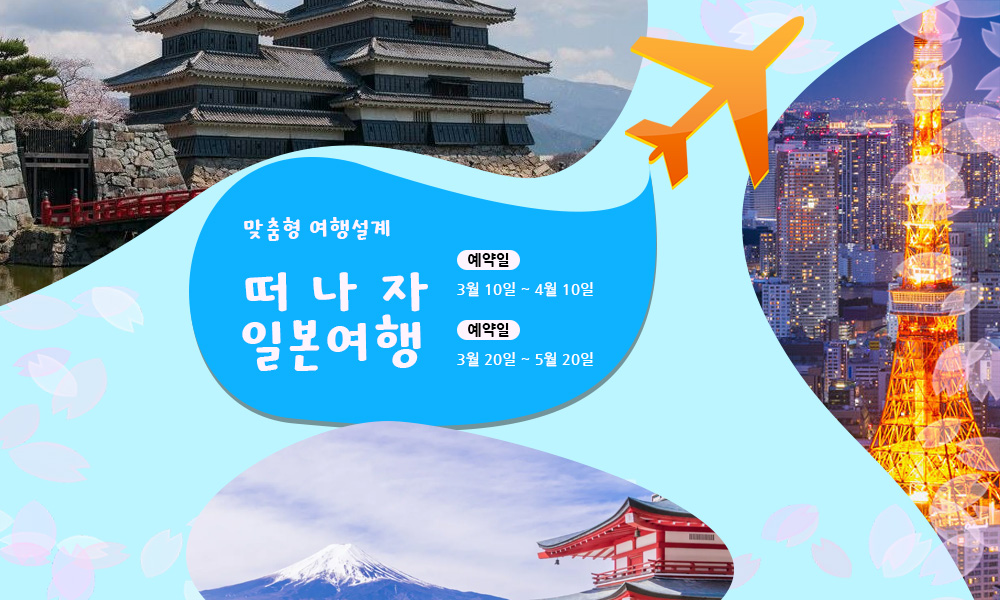 맞춤형 여행설계
떠 나 자
일본여행
예약일
3월 10일 ~ 4월 10일
예약일
3월 20일 ~ 5월 20일